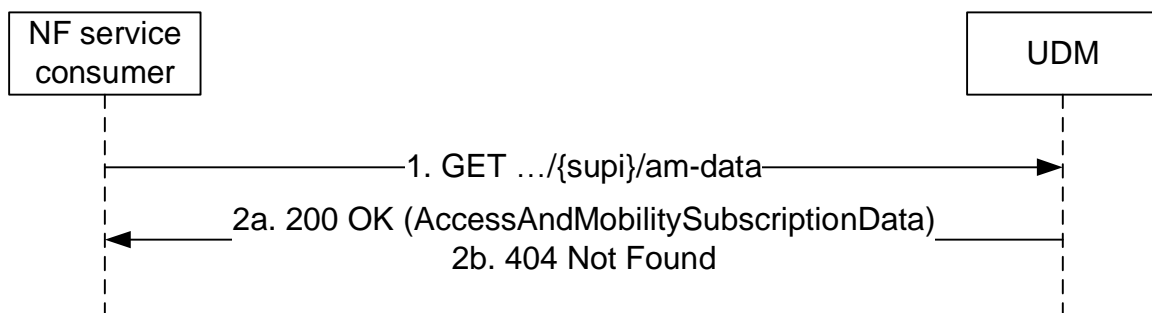 NF service
consumer
UDM
1. GET …/{supi}/am-data
2a. 200 OK (AccessAndMobilitySubscriptionData)
2b. 404 Not Found